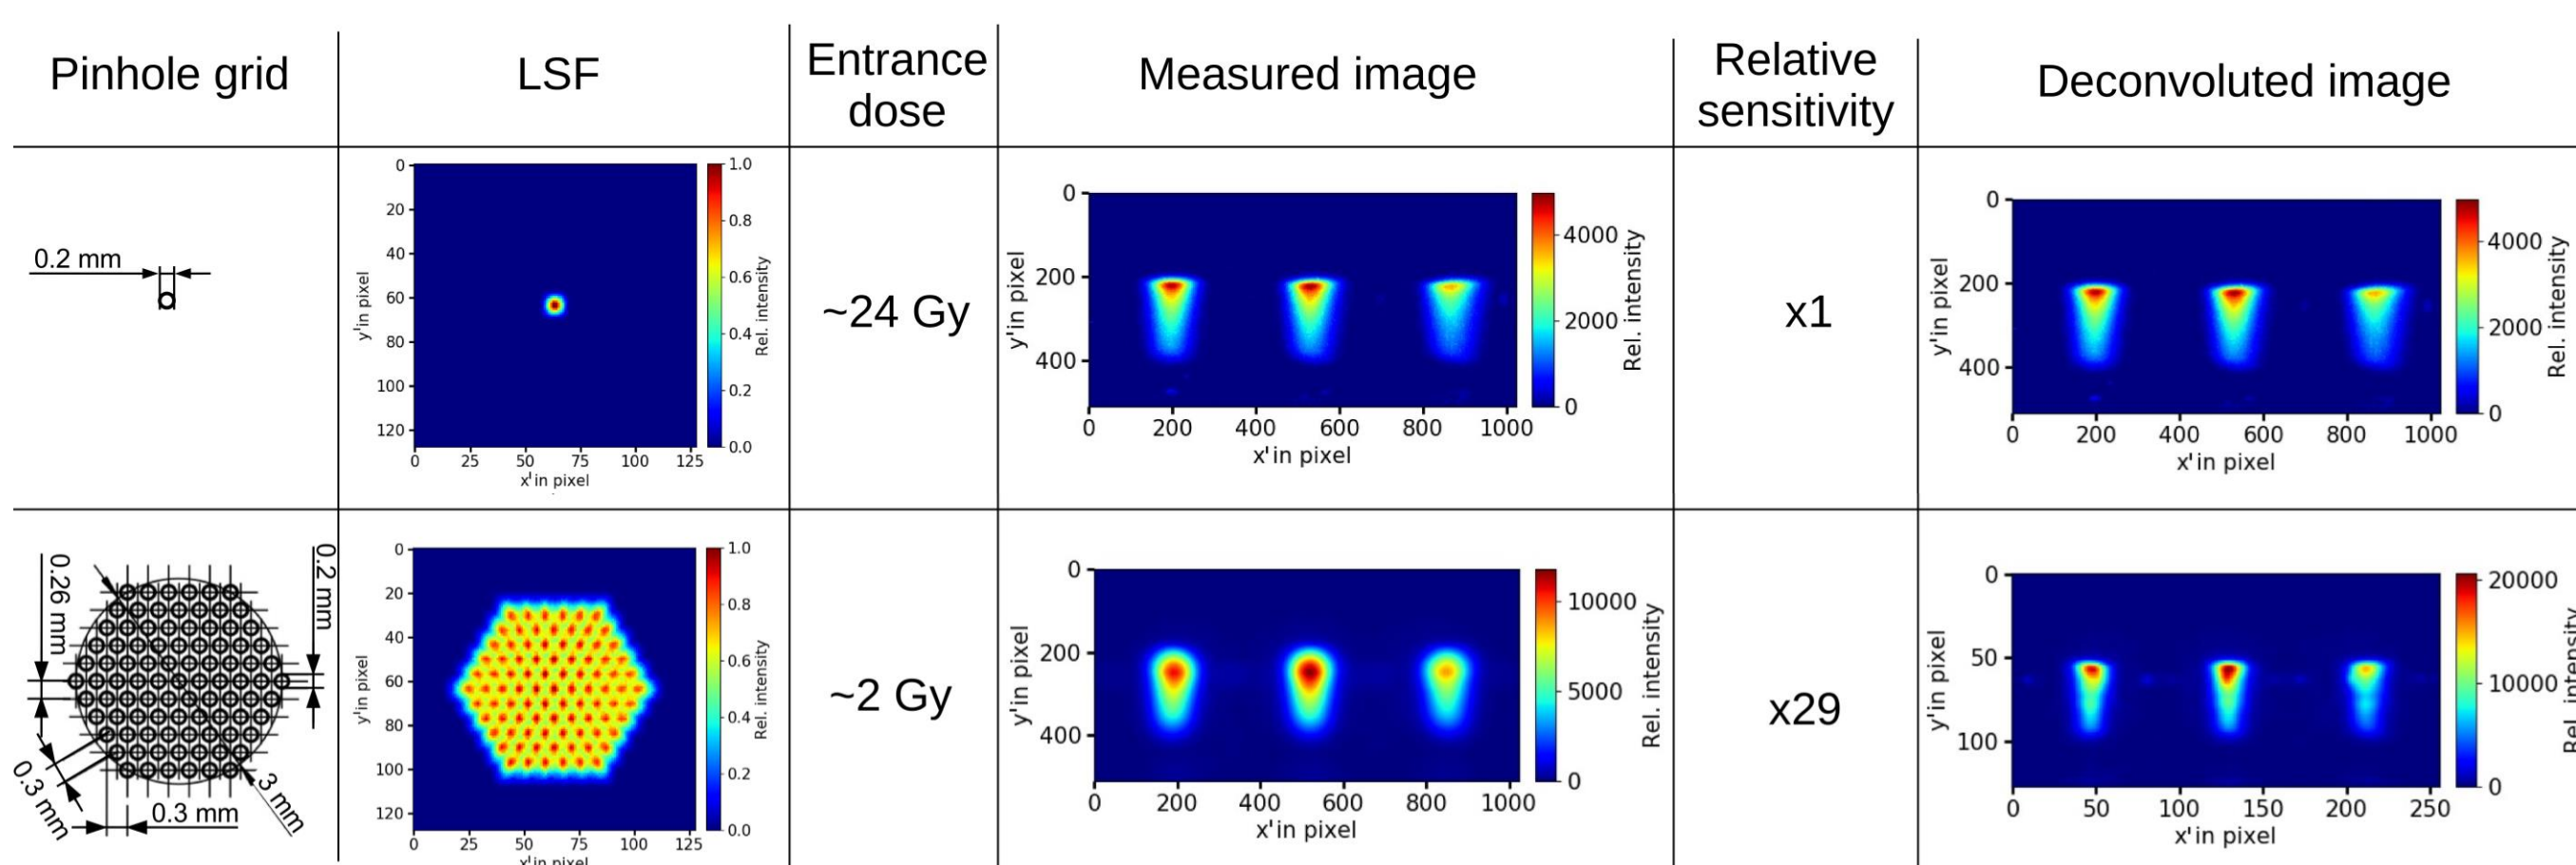 Pinhole grid
LSF
Entrance
dose
Measured image
Relative
sensitivity
Deconvoluted image
0.2 mm
0
20
40
60
80
100
120
0
25
50
75
100
125
y'in pixel
x'in pixel
1.0
0.8
0.6
0.4
0.2
0.0
Rel. intensity
~24 Gy
0
200
400
0
200
400
600
800
1000
y'in pixel
x'in pixel
4000
2000
0
Rel. intensity
x1
0
200
400
0
200
400
600
800
1000
y'in pixel
x'in pixel
4000
2000
0
Rel. intensity
0.26 mm
0.2 mm
0.3 mm
0.3 mm
3 mm
0
20
40
60
80
100
120
0
25
50
75
100
125
y'in pixel
x'in pixel
1.0
0.8
0.6
0.4
0.2
0.0
Rel. intensity
~2 Gy
0
200
400
0
200
400
600
800
1000
y'in pixel
x'in pixel
10000
5000
0
Rel. intensity
x29
0
50
100
0
50
100
150
200
250
y'in pixel
x'in pixel
20000
10000
0
Rel. intensity